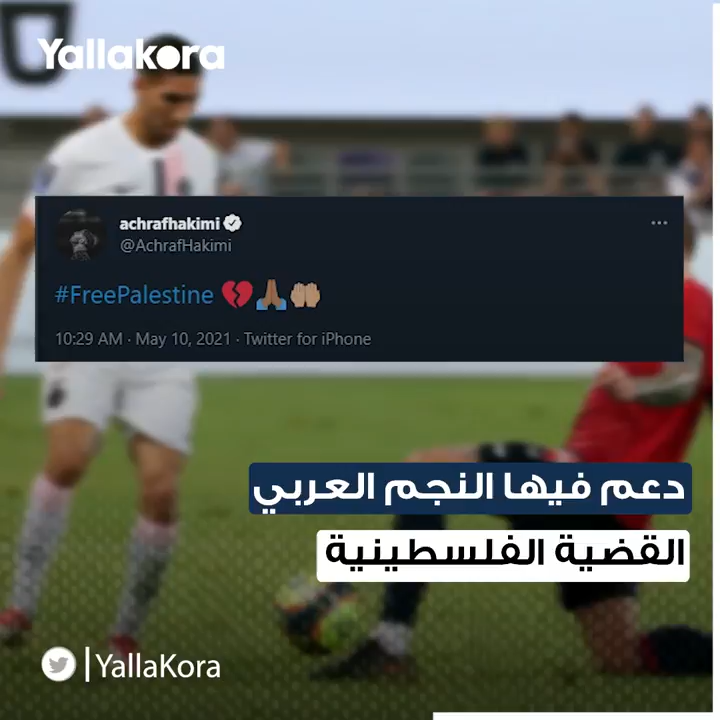 Yallakora
achrafhakimi
@AchrafHakimi
#FreePalestine 💔🙏🏽🤲🏼
10:29 AM · May 10, 2021 · Twitter for iPhone
دعم فيها النجم العربي
القضية الفلسطينية
YallaKora